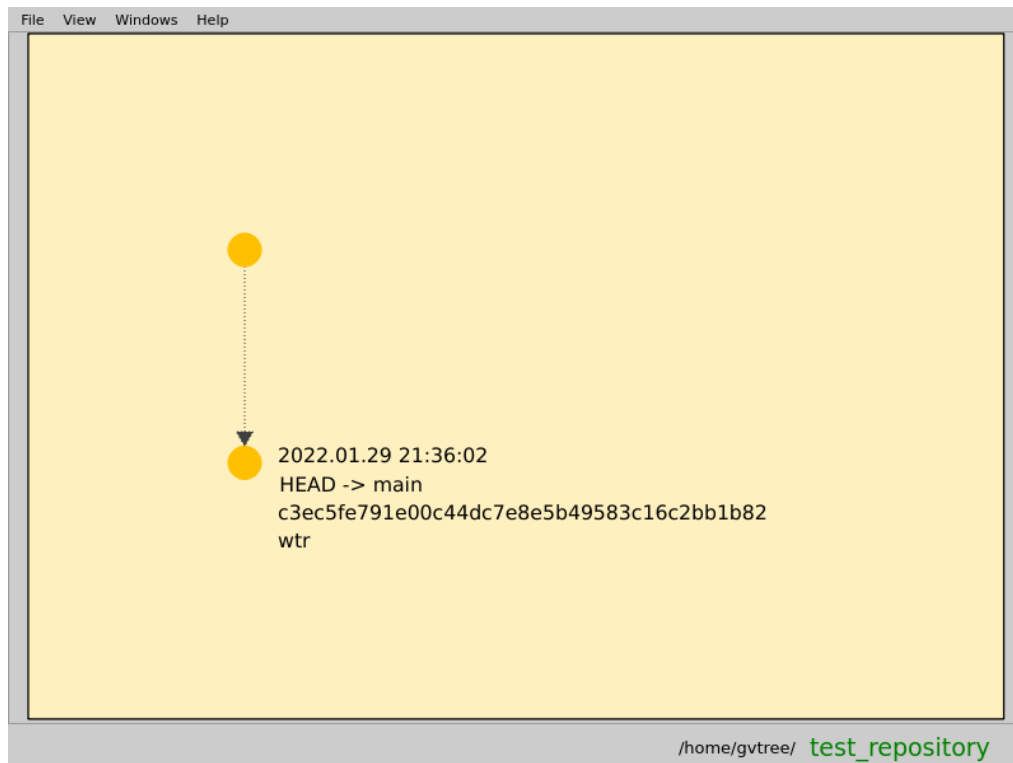 File View Windows Help
2022.01.29 21:36:02
HEAD -> main
c3ec5fe791e00c44dc7e8e5b49583c16c2bb1b82
wtr
/home/gvtree/ test_repository